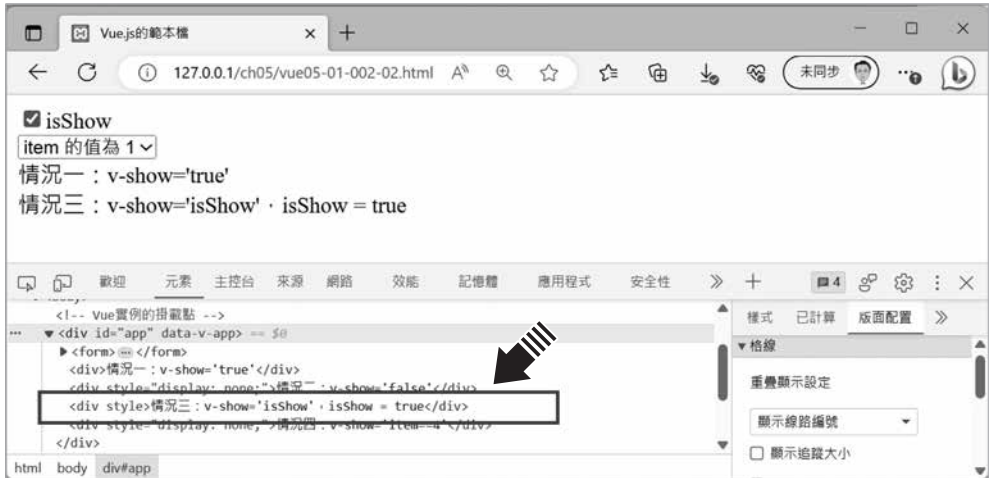 Vue.js的範本檔
127.0.0.1/ch05/vue05-01-002-02.html
未同步
isShow
item 的值為 1
情況一：v-show='true'
情況三：v-show='isShow'，isShow = true
歡迎 元素 主控台 來源 網路 效能 記憶體 應用程式 安全性 4
<!-- Vue實例的掛載點 -->
<div id="app" data-v-app> == $0
<form>…</form>
<div>情況一：v-show='true'</div>
<div style="display: none;">情況二：v-show='false'</div>
<div style>情況三：v-show='isShow'，isShow = true</div>
<div style="display: none;">情況四：v-show='item==4'</div>
</div>
html body div#app
樣式 已計算 版面配置
格線
重疊顯示設定
顯示線路編號
顯示追蹤大小